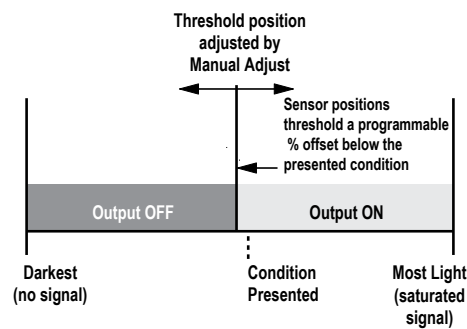 Threshold position
adjusted by
Manual Adjust
Sensor positions
threshold a programmable
% offset below the
presented condition
Output OFF
Output ON
Darkest
(no signal)
Condition
Presented
Most Light
(saturated
signal)